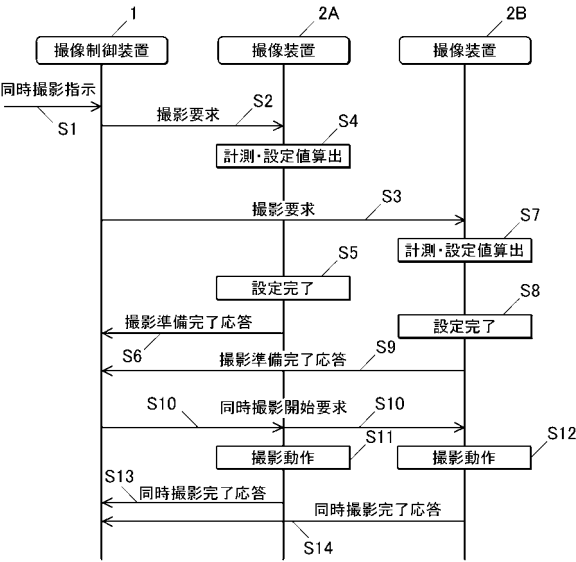 1
2A
2B
撮像制御装置
撮像装置
撮像装置
同時撮影指示
S1
撮影要求
S2
S4
計測・設定値算出
撮影要求
S3
S7
計測・設定値算出
S5
設定完了
S8
設定完了
撮影準備完了応答
S6
撮影準備完了応答
S9
S10
同時撮影開始要求
S10
S11
撮影動作
S12
撮影動作
S13
同時撮影完了応答
同時撮影完了応答
S14